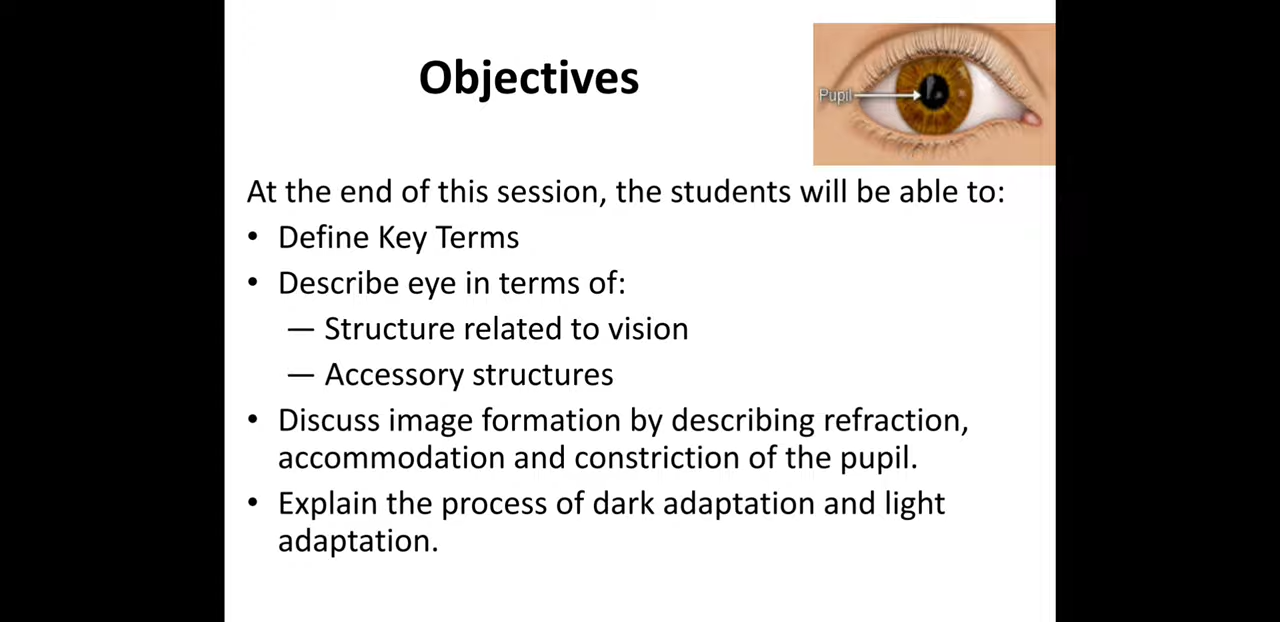 Objectives
Pupil
At the end of this session, the students will be able to:
• Define Key Terms
• Describe eye in terms of:
— Structure related to vision
— Accessory structures
• Discuss image formation by describing refraction,
accommodation and constriction of the pupil.
• Explain the process of dark adaptation and light
adaptation.